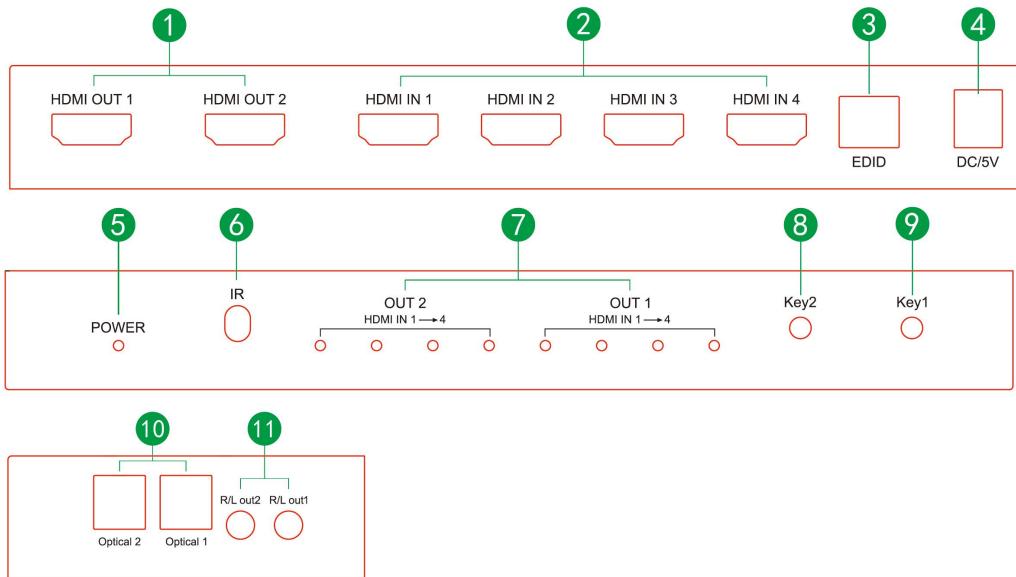 1 2 3 4
HDMI OUT 1 HDMI OUT 2 HDMI IN 1 HDMI IN 2 HDMI IN 3 HDMI IN 4
EDID DC/5V
5 6 7 8 9
IR
OUT 2 OUT 1 Key2 Key1
HDMI IN 1→4 HDMI IN 1→4
POWER
10 11
R/L out2 R/L out1
Optical 2 Optical 1